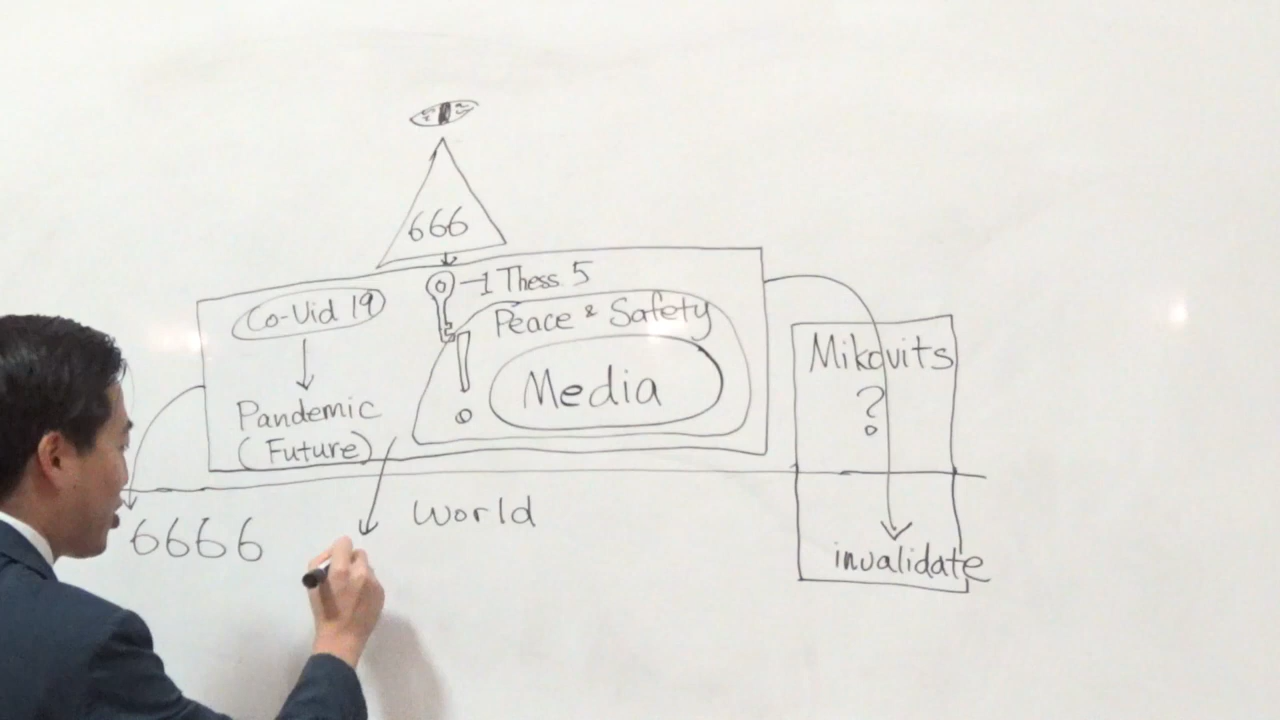 666
1 Thess 5
Co-Vid 19
Peace & Safety
Media
Pandemic
(Future)
Mikovits
?
World
6666
invalidate